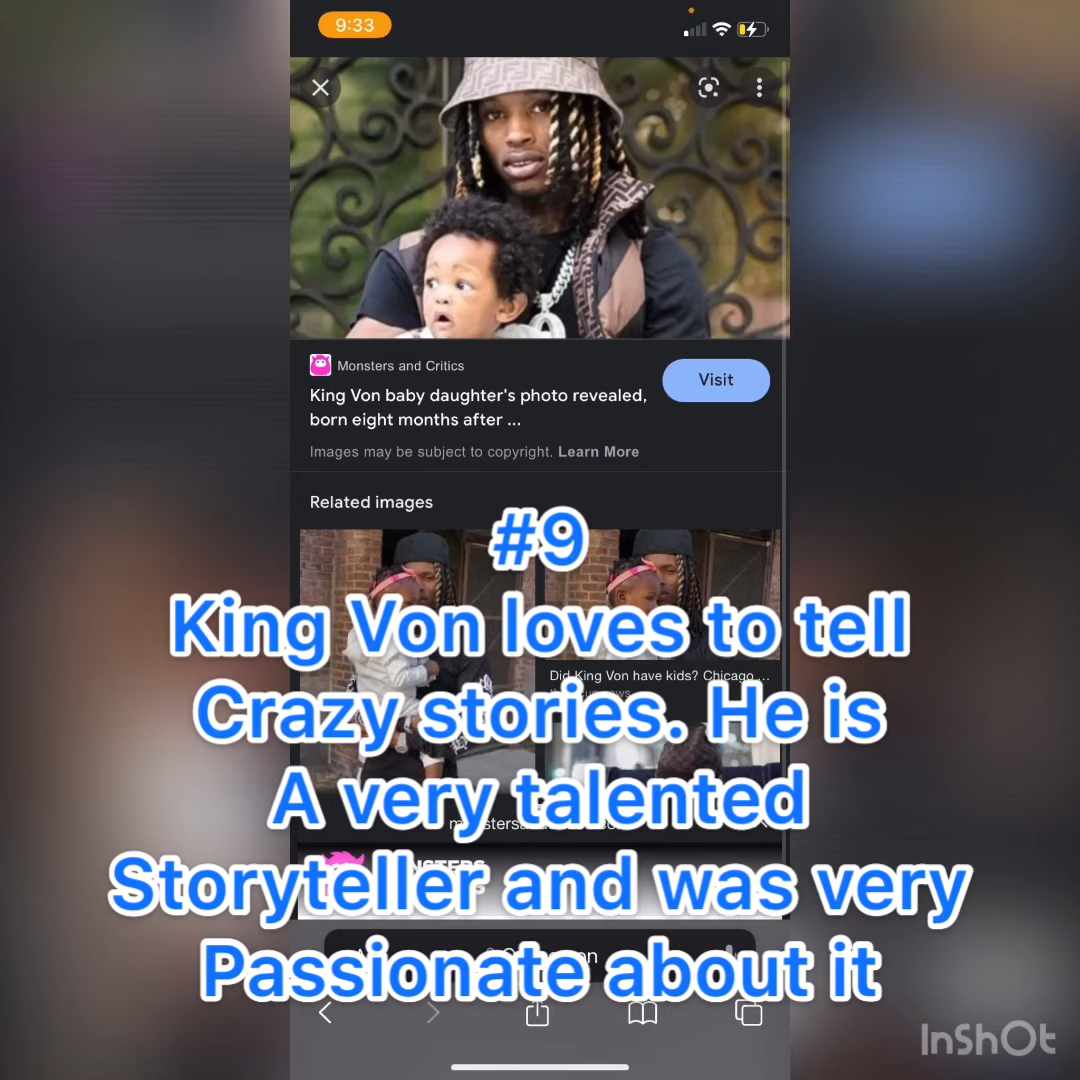 9:33
Monsters and Critics
Visit
King Von baby daughter's photo revealed,
born eight months after ...
Images may be subject to copyright. Learn More
Related images
#9
King Von loves to tell
Did King Von have kids? Chicago ...
Crazy stories. He is
A very talented
Storyteller and was very
Passionate about it
InShOt